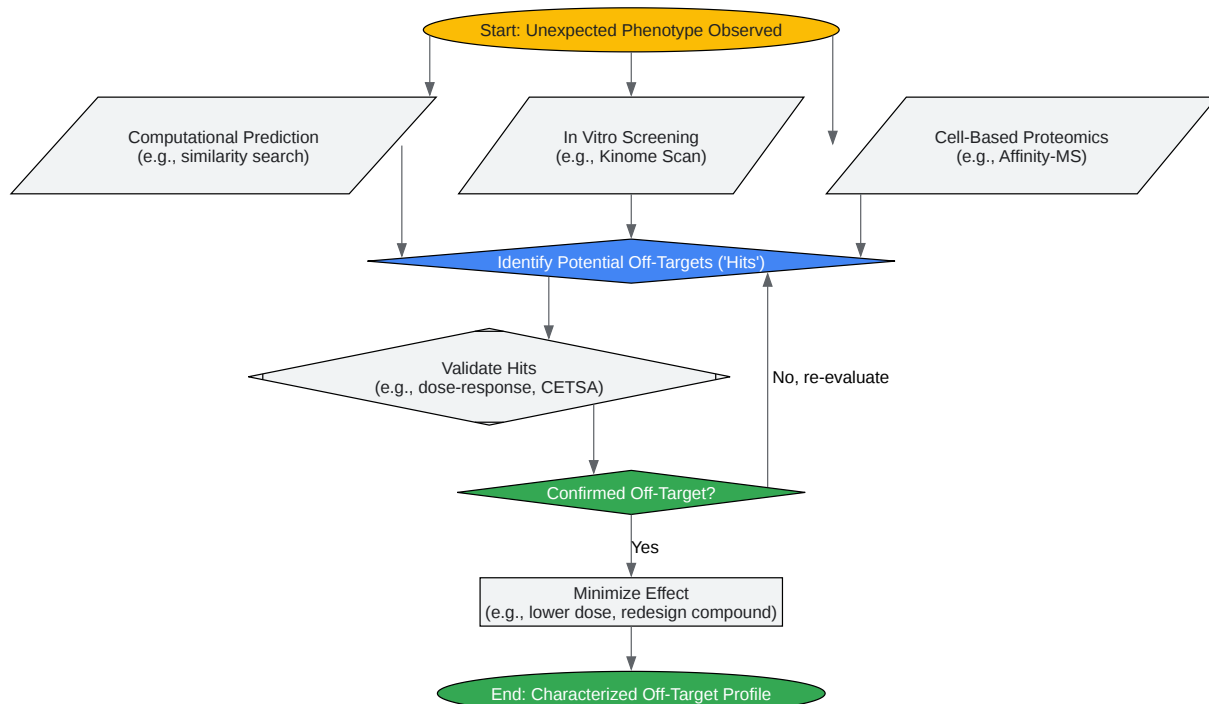 Start: Unexpected Phenotype Observed
Computational Prediction
(e.g., similarity search)
In Vitro Screening
(e.g., Kinome Scan)
Cell-Based Proteomics
(e.g., Affinity-MS)
Identify Potential Off-Targets ('Hits')
Validate Hits
(e.g., dose-response, CETSA)
No, re-evaluate
Confirmed Off-Target?
Yes
Minimize Effect
(e.g., lower dose, redesign compound)
End: Characterized Off-Target Profile